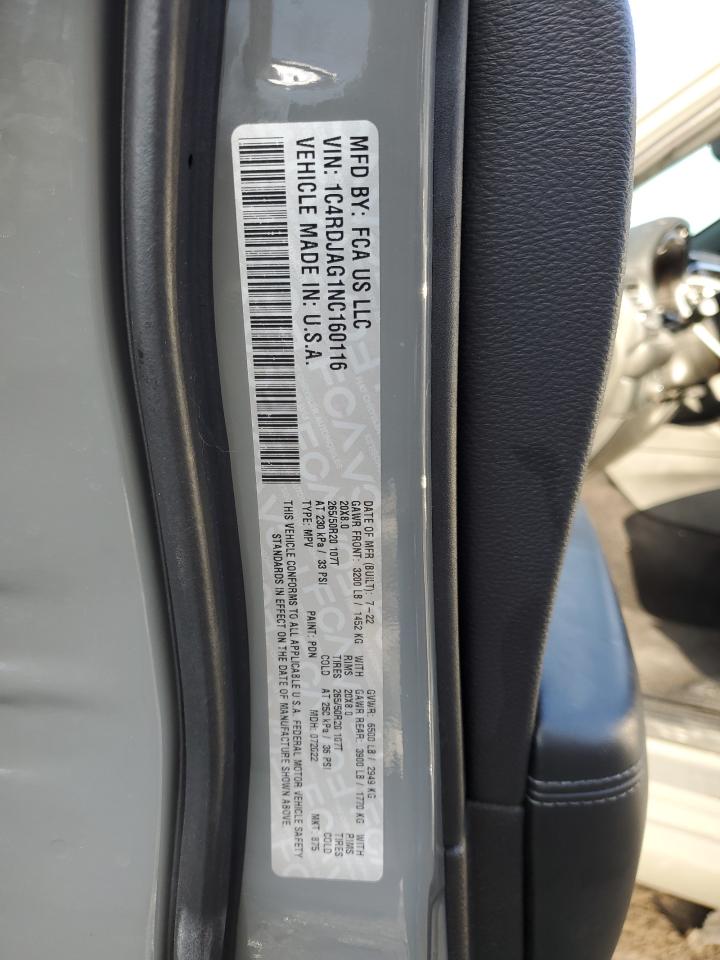 MFD BY: FCA US LLC
VIN: 1C4RDJAG1NC160116
VEHICLE MADE IN: U.S.A.
DATE OF MFR (BUILT): 7-22 GVWR: 6500 LB / 2949 KG
GAWR FRONT: 3200 LB / 1452 KG WITH GAWR REAR: 3900 LB / 1770 KG WITH
20X8.0 RIMS 20X8.0 RIMS
265/50R20 107T TIRES 265/50R20 107T TIRES
AT 230 kPa / 33 PSI COLD AT 250 kPa / 36 PSI COLD
TYPE: MPV PAINT: PDN MDH: 072022 MKT: 875
THIS VEHICLE CONFORMS TO ALL APPLICABLE U.S.A. FEDERAL MOTOR VEHICLE SAFETY
STANDARDS IN EFFECT ON THE DATE OF MANUFACTURE SHOWN ABOVE.